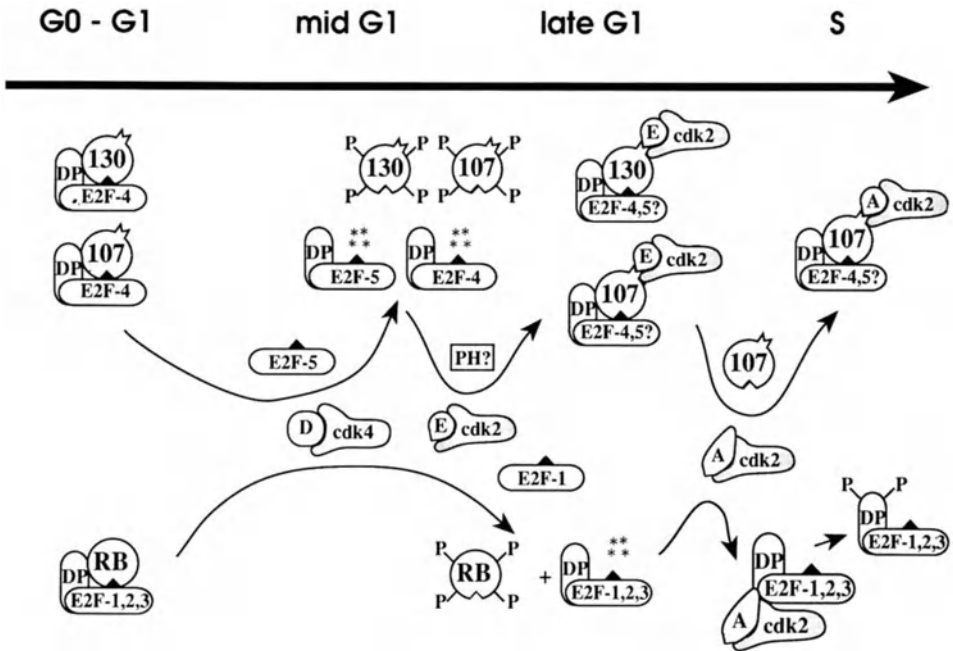 G0 - G1 mid G1 late G1 S
130
DP
E2F-4
107
DP
E2F-4
P P P P
130 107
P P P P
** **
** **
DP DP
E2F-5 E2F-4
E cdk2
130
DP
E2F-4,5?
E cdk2
107
DP
E2F-4,5?
A cdk2
107
DP
E2F-4,5?
E2F-5
PH?
107
D cdk4
E cdk2
A cdk2
E2F-1
RB
DP
E2F-1,2,3
P P
RB
P P
+
**
**
DP
E2F-1,2,3
DP
E2F-1,2,3
A cdk2
P P
DP
E2F-1,2,3